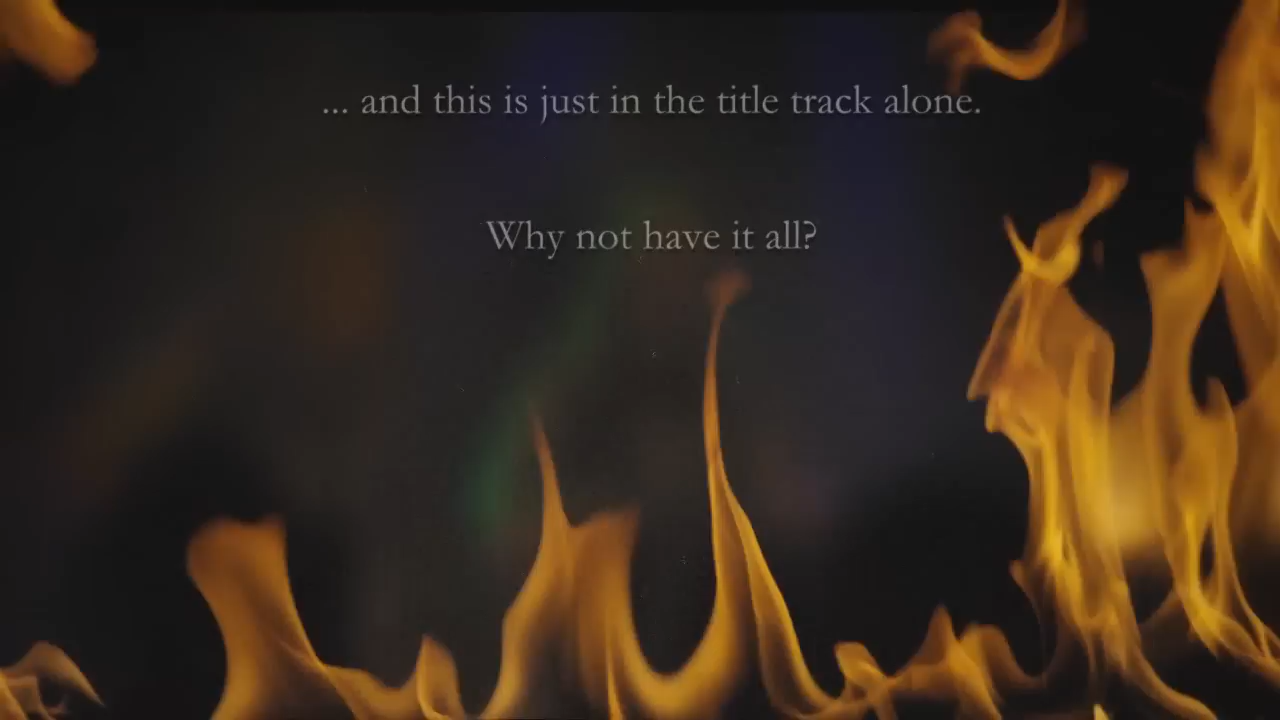 ... and this is just in the title track alone.
Why not have it all?